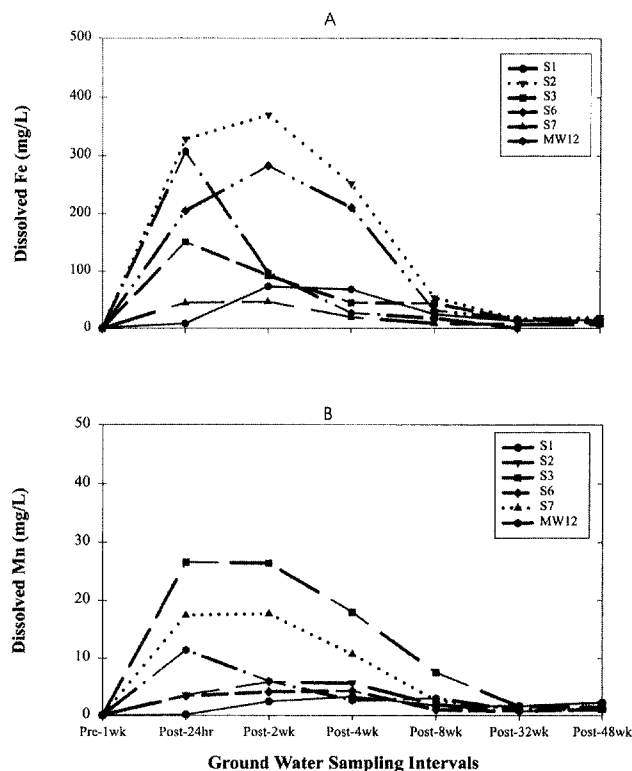 A
500
400
300
200
100
0
Dissolved Fe (mg/L)
S1
S2
S3
S6
S7
MW12
B
50
40
30
20
10
0
Dissolved Mn (mg/L)
S1
S2
S3
S6
S7
MW12
Pre-1wk Post-24hr Post-2wk Post-4wk Post-8wk Post-32wk Post-48wk
Ground Water Sampling Intervals